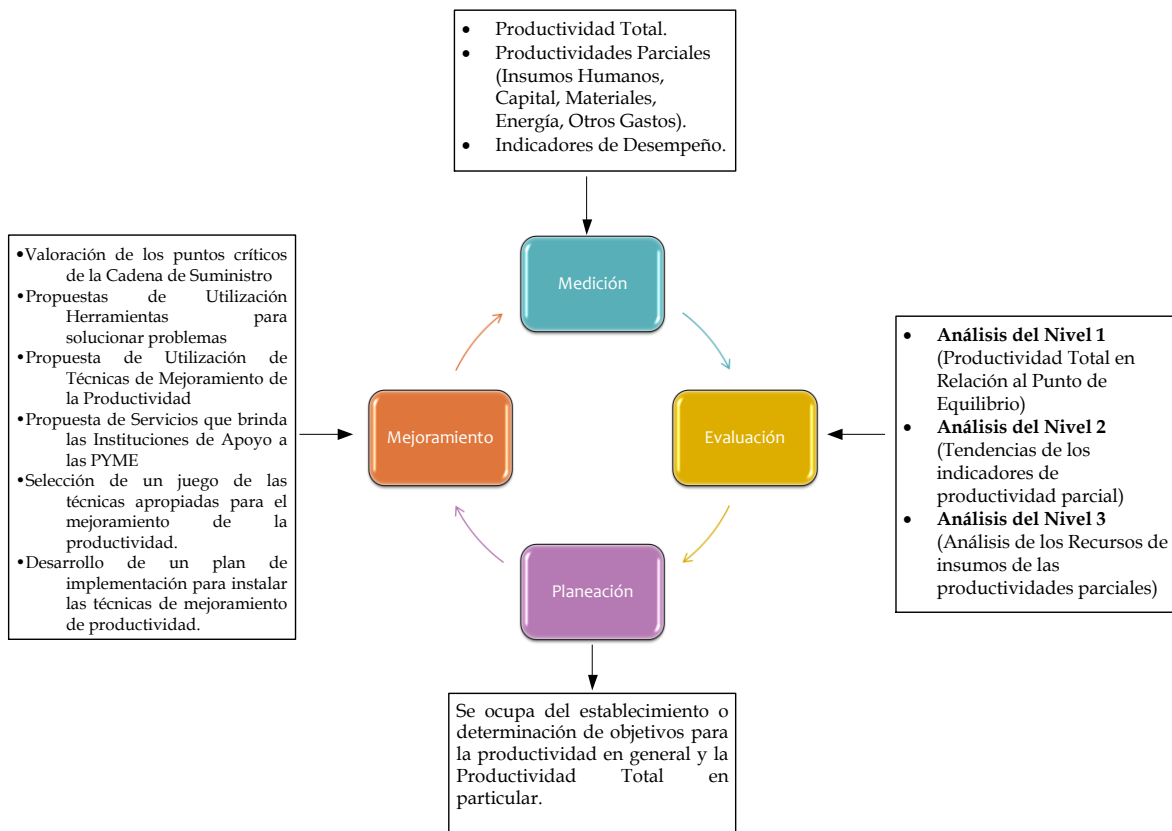 • Productividad Total.
• Productividades Parciales
(Insumos Humanos,
Capital, Materiales,
Energía, Otros Gastos).
• Indicadores de Desempeño.
Medición
•Valoración de los puntos críticos
de la Cadena de Suministro
•Propuestas de Utilización
Herramientas para
solucionar problemas
•Propuesta de Utilización de
Técnicas de Mejoramiento de
la Productividad
•Propuesta de Servicios que brinda
las Instituciones de Apoyo a
las PYME
•Selección de un juego de las
técnicas apropiadas para el
mejoramiento de la
productividad.
•Desarrollo de un plan de
implementación para instalar
las técnicas de mejoramiento
de productividad.
Mejoramiento
Evaluación
• Análisis del Nivel 1
(Productividad Total en
Relación al Punto de
Equilibrio)
• Análisis del Nivel 2
(Tendencias de los
indicadores de
productividad parcial)
• Análisis del Nivel 3
(Análisis de los Recursos de
insumos de las
productividades parciales)
Planeación
Se ocupa del establecimiento o
determinación de objetivos para
la productividad en general y la
Productividad Total en
particular.